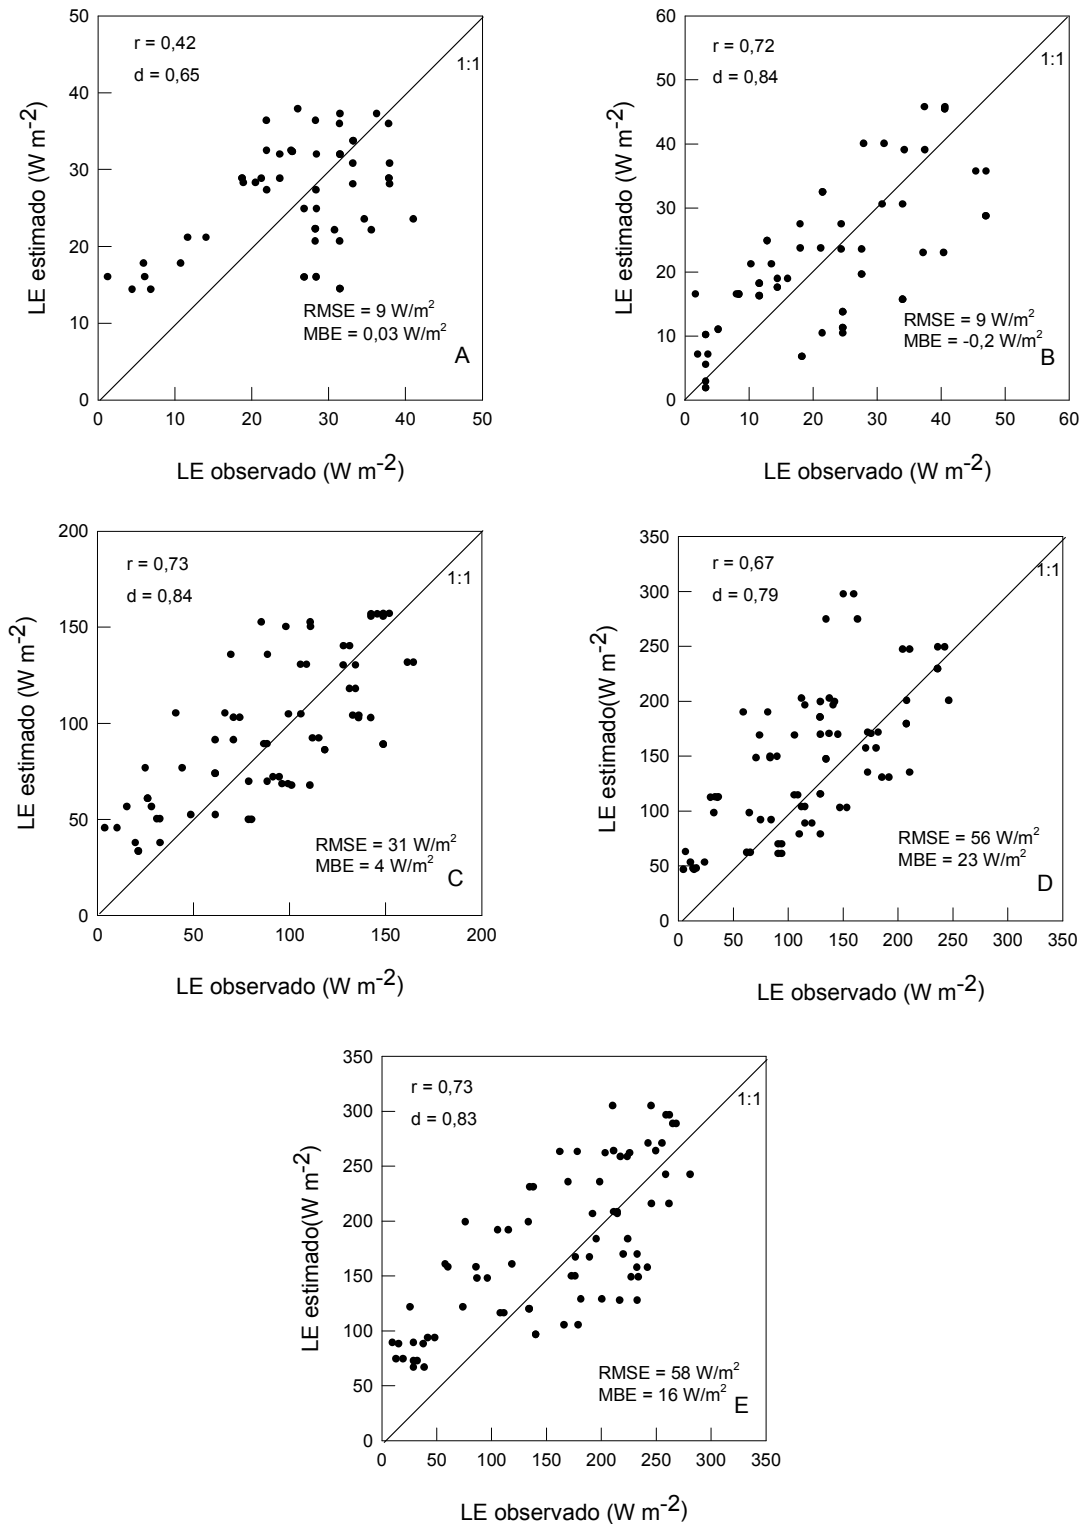 r = 0,42
d = 0,65
1:1
50
40
30
20
10
0
LE estimado (W m-2)
RMSE = 9 W/m2
MBE = 0,03 W/m2
A
0 10 20 30 40 50
LE observado (W m-2)
r = 0,72
d = 0,84
1:1
60
50
40
30
20
10
0
LE estimado (W m-2)
RMSE = 9 W/m2
MBE = -0,2 W/m2
B
0 10 20 30 40 50 60
LE observado (W m-2)
r = 0,73
d = 0,84
1:1
200
150
100
50
0
LE estimado (W m-2)
RMSE = 31 W/m2
MBE = 4 W/m2
C
0 50 100 150 200
LE observado (W m-2)
r = 0,67
d = 0,79
1:1
350
300
250
200
150
100
50
0
LE estimado(W m-2)
RMSE = 56 W/m2
MBE = 23 W/m2
D
0 50 100 150 200 250 300 350
LE observado (W m-2)
r = 0,73
d = 0,83
1:1
350
300
250
200
150
100
50
0
LE estimado(W m-2)
RMSE = 58 W/m2
MBE = 16 W/m2
E
0 50 100 150 200 250 300 350
LE observado (W m-2)